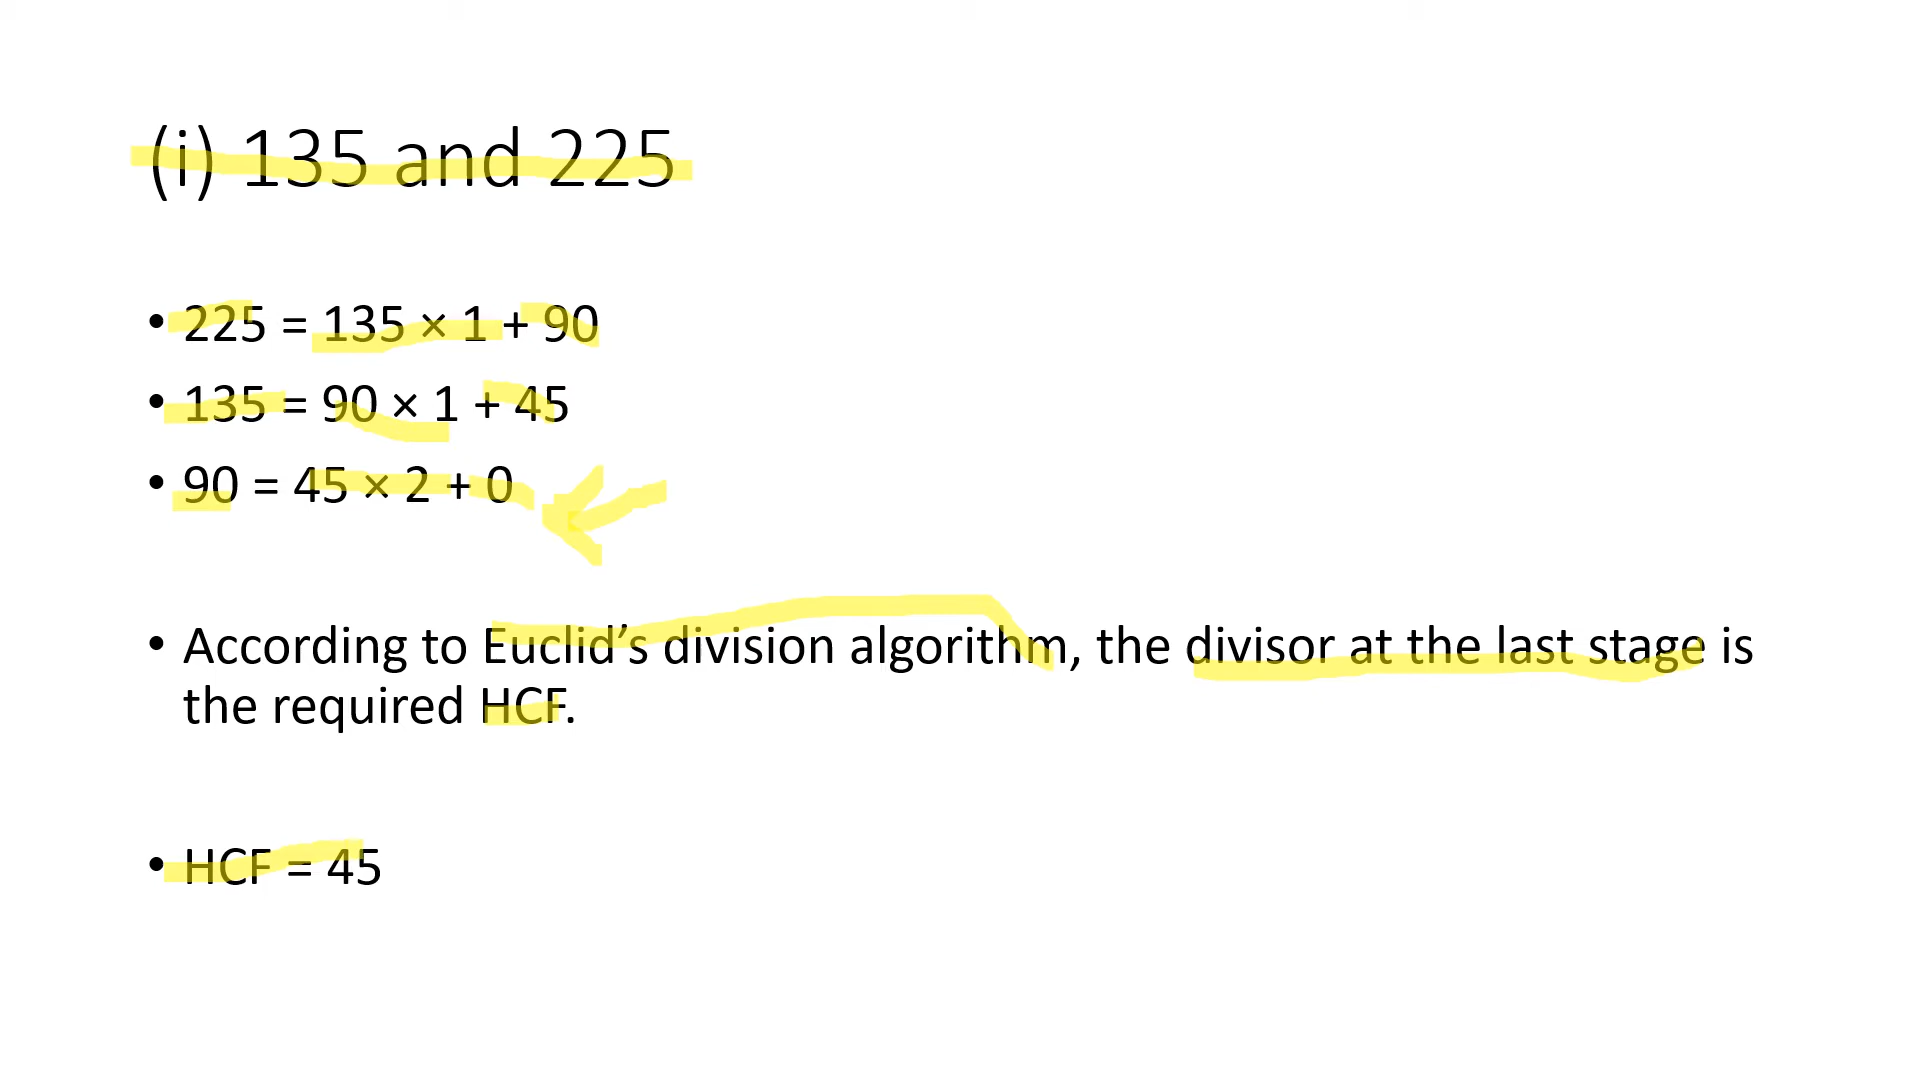 (i) 135 and 225
• 225 = 135 × 1 + 90
• 135 = 90 × 1 + 45
• 90 = 45 × 2 + 0
• According to Euclid’s division algorithm, the divisor at the last stage is
the required HCF.
• HCF = 45